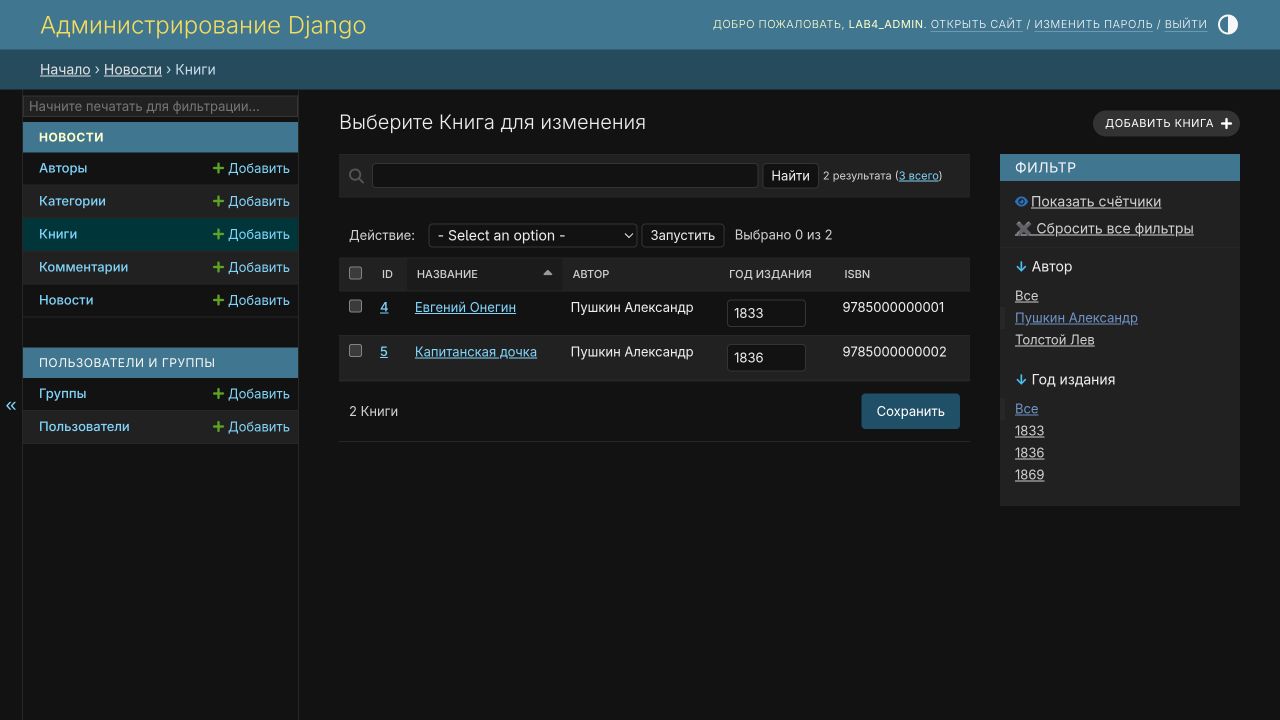 Администрирование Django
ДОБРО ПОЖАЛОВАТЬ, LAB4_ADMIN. ОТКРЫТЬ САЙТ / ИЗМЕНИТЬ ПАРОЛЬ / ВЫЙТИ
Начало › Новости › Книги
Начните печатать для фильтрации...
НОВОСТИ
Авторы Добавить
Категории Добавить
Книги Добавить
Комментарии Добавить
Новости Добавить
ПОЛЬЗОВАТЕЛИ И ГРУППЫ
Группы Добавить
Пользователи Добавить
«
Выберите Книга для изменения
ДОБАВИТЬ КНИГА
Найти 2 результата (3 всего)
Действие: - Select an option - Запустить Выбрано 0 из 2
ID НАЗВАНИЕ АВТОР ГОД ИЗДАНИЯ ISBN
4 Евгений Онегин Пушкин Александр 1833 9785000000001
5 Капитанская дочка Пушкин Александр 1836 9785000000002
2 Книги Сохранить
ФИЛЬТР
Показать счётчики
Сбросить все фильтры
Автор
Все
Пушкин Александр
Толстой Лев
Год издания
Все
1833
1836
1869